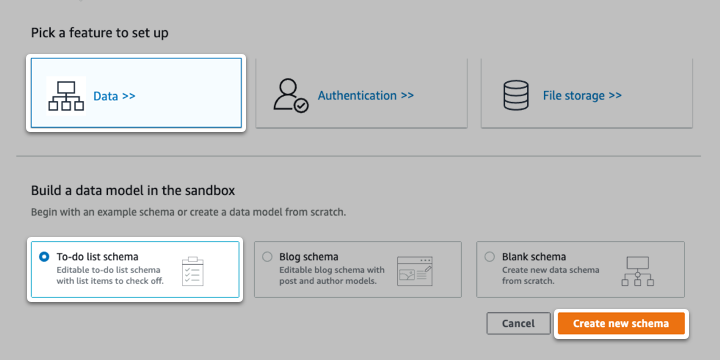 Pick a feature to set up
Data >>
Authentication >>
File storage >>
Build a data model in the sandbox
Begin with an example schema or create a data model from scratch.
To-do list schema
Editable to-do list schema
with list items to check off.
Blog schema
Editable blog schema with
post and author models.
Blank schema
Create new data schema
from scratch.
Cancel
Create new schema